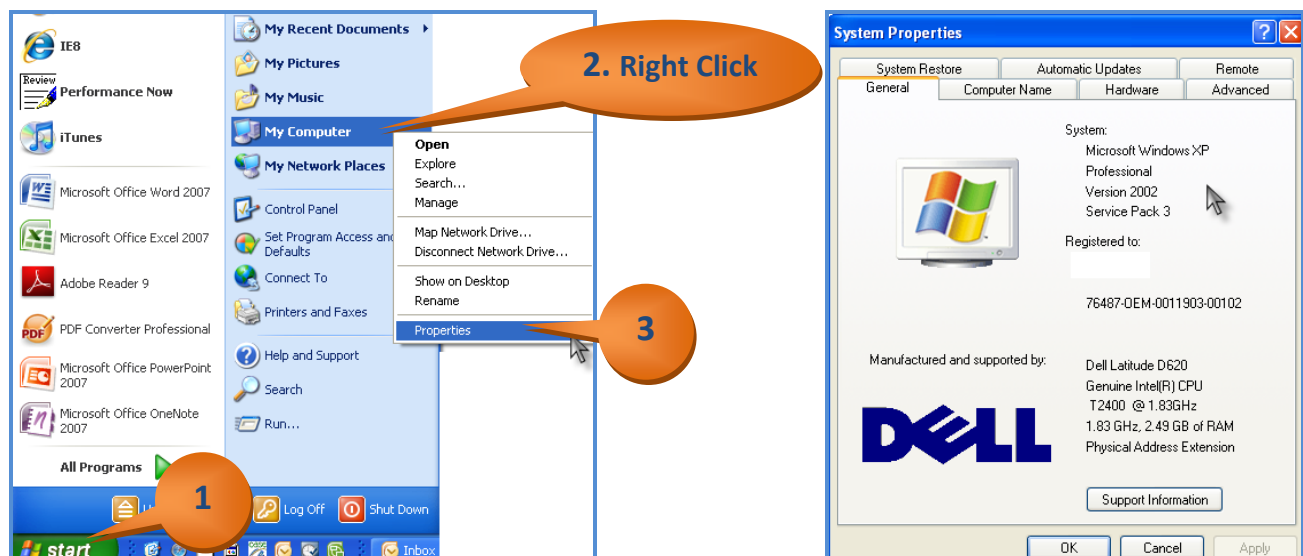 IE8
Review
Performance Now
iTunes
Microsoft Office Word 2007
Microsoft Office Excel 2007
Adobe Reader 9
PDF
PDF Converter Professional
Microsoft Office PowerPoint
2007
Microsoft Office OneNote
2007
All Programs
My Recent Documents
My Pictures
My Music
My Computer
My Network Places
Control Panel
Set Program Access and
Defaults
Connect To
Printers and Faxes
Help and Support
Search
Run...
Log Off
Shut Down
start
Inbox
1
2. Right Click
Open
Explore
Search...
Manage
Map Network Drive...
Disconnect Network Drive...
Show on Desktop
Rename
Properties
3
System Properties
System Restore
Automatic Updates
Remote
General
Computer Name
Hardware
Advanced
System:
Microsoft Windows XP
Professional
Version 2002
Service Pack 3
Registered to:
76487-OEM-0011903-00102
Manufactured and supported by:
DELL
Dell Latitude D620
Genuine Intel(R) CPU
T2400 @ 1.83GHz
1.83 GHz, 2.49 GB of RAM
Physical Address Extension
Support Information
OK
Cancel
Apply